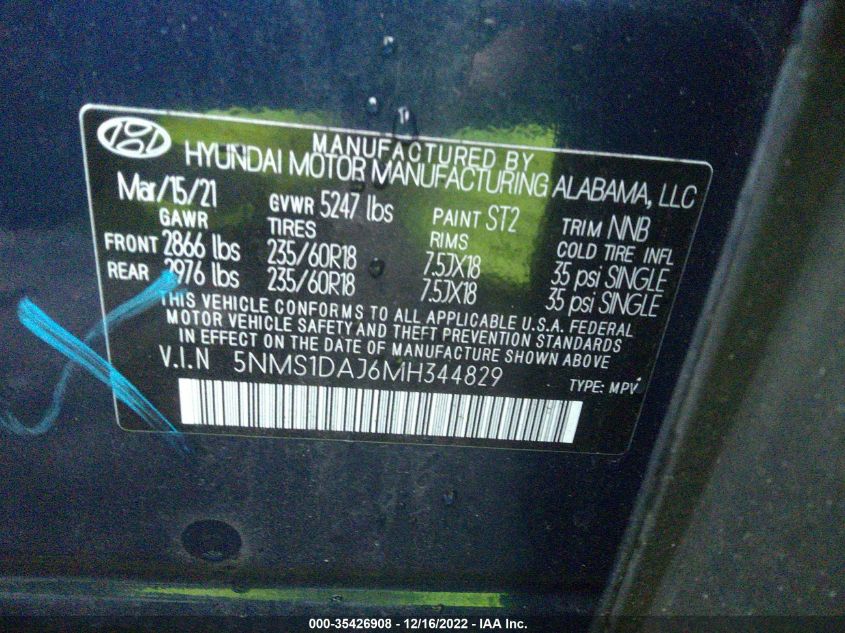 MANUFACTURED BY
HYUNDAI MOTOR MANUFACTURING ALABAMA, LLC
Mar/15/21 GVWR 5247 lbs PAINT ST2 TRIM NNB
GAWR TIRES RIMS COLD TIRE INFL
FRONT 2866 lbs 235/60R18 7.5JX18 35 psi SINGLE
REAR 2976 lbs 235/60R18 7.5JX18 35 psi SINGLE
THIS VEHICLE CONFORMS TO ALL APPLICABLE U.S.A. FEDERAL
MOTOR VEHICLE SAFETY AND THEFT PREVENTION STANDARDS
IN EFFECT ON THE DATE OF MANUFACTURE SHOWN ABOVE
V.I.N 5NMS1DAJ6MH344829
TYPE: MPV
000-35426908 - 12/16/2022 - IAA Inc.